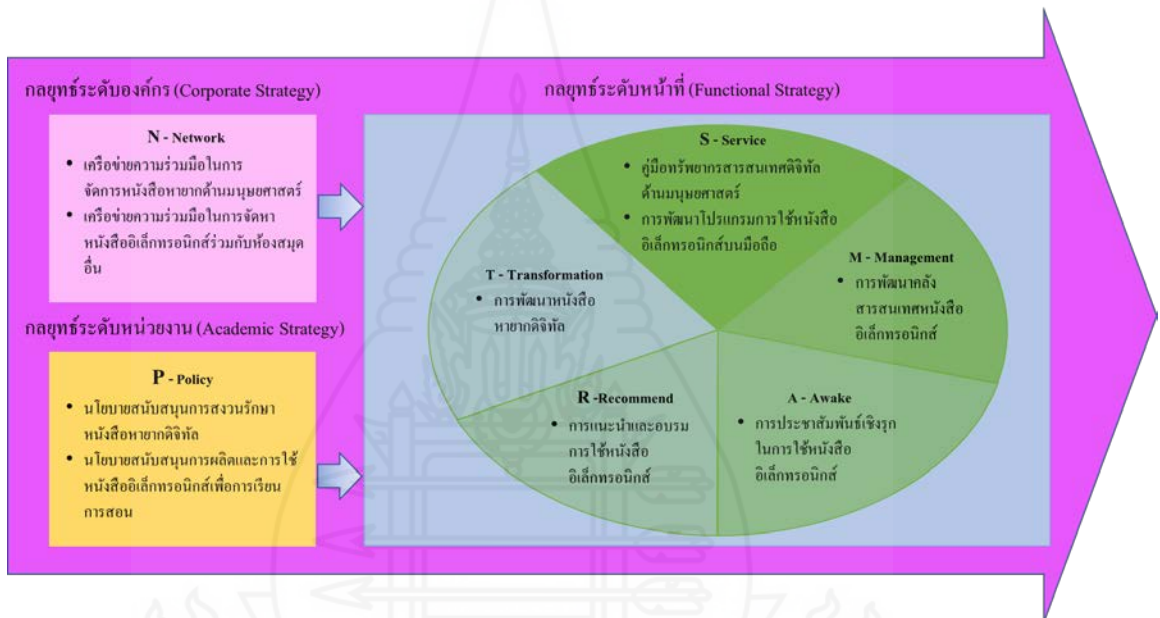 กลยุทธ์ระดับองค์กร (Corporate Strategy)
N - Network
• เครือข่ายความร่วมมือในการ
จัดการหนังสือหายากด้านมนุษยศาสตร์
• เครือข่ายความร่วมมือในการจัดหา
หนังสืออิเล็กทรอนิกส์ร่วมกับห้องสมุด
อื่น
กลยุทธ์ระดับหน่วยงาน (Academic Strategy)
P - Policy
• นโยบายสนับสนุนการสงวนรักษา
หนังสือหายากดิจิทัล
• นโยบายสนับสนุนการผลิตและการใช้
หนังสืออิเล็กทรอนิกส์เพื่อการเรียน
การสอน
กลยุทธ์ระดับหน้าที่ (Functional Strategy)
S - Service
• คู่มือทรัพยากรสารสนเทศดิจิทัล
ด้านมนุษยศาสตร์
• การพัฒนาโปรแกรมการใช้หนังสือ
อิเล็กทรอนิกส์บนมือถือ
M - Management
• การพัฒนาคลัง
สารสนเทศหนังสือ
อิเล็กทรอนิกส์
A - Awake
• การประชาสัมพันธ์เชิงรุก
ในการใช้หนังสือ
อิเล็กทรอนิกส์
R -Recommend
• การแนะนำและอบรม
การใช้หนังสือ
อิเล็กทรอนิกส์
T - Transformation
• การพัฒนาหนังสือ
หายากดิจิทัล